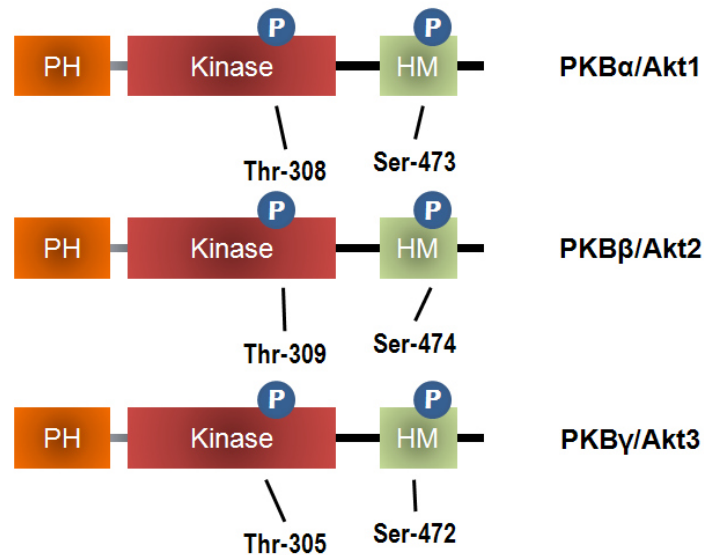 P P
PH Kinase HM PKBα/Akt1
Thr-308 Ser-473
P P
PH Kinase HM PKBβ/Akt2
Thr-309 Ser-474
P P
PH Kinase HM PKBγ/Akt3
Thr-305 Ser-472